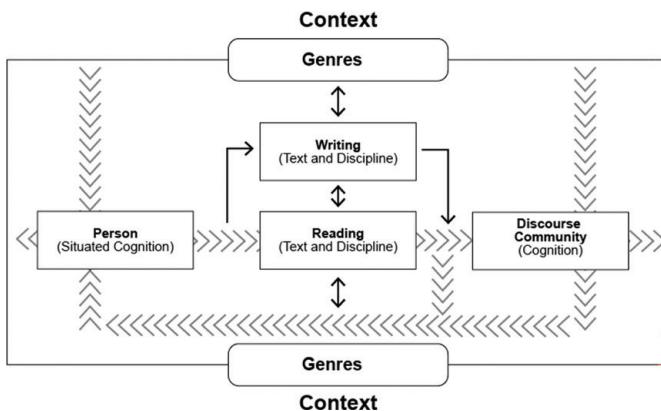 Context
Genres
Writing
(Text and Discipline)
Person
(Situated Cognition)
Reading
(Text and Discipline)
Discourse
Community
(Cognition)
Genres
Context